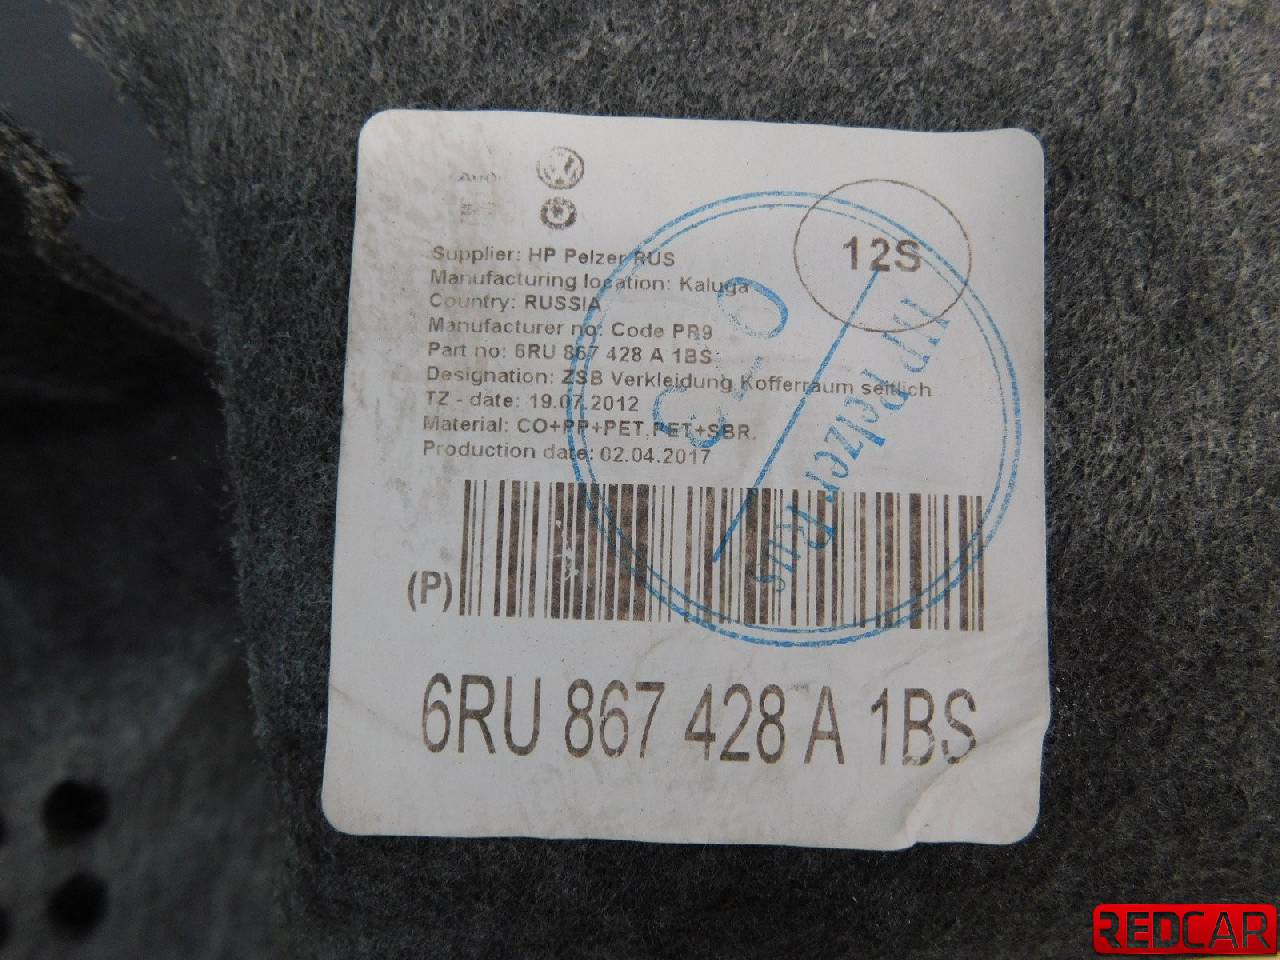 Audi
12S
Supplier: HP Pelzer RUS
Manufacturing location: Kaluga
Country: RUSSIA
Manufacturer no: Code PR9
Part no: 6RU 867 428 A 1BS
Designation: ZSB Verkleidung Kofferraum seitlich
TZ - date: 19.07.2012
Material: CO+PP+PET,PET+SBR.
Production date: 02.04.2017
HP Pelzer Rus
(P)
6RU 867 428 A 1BS
REDCAR